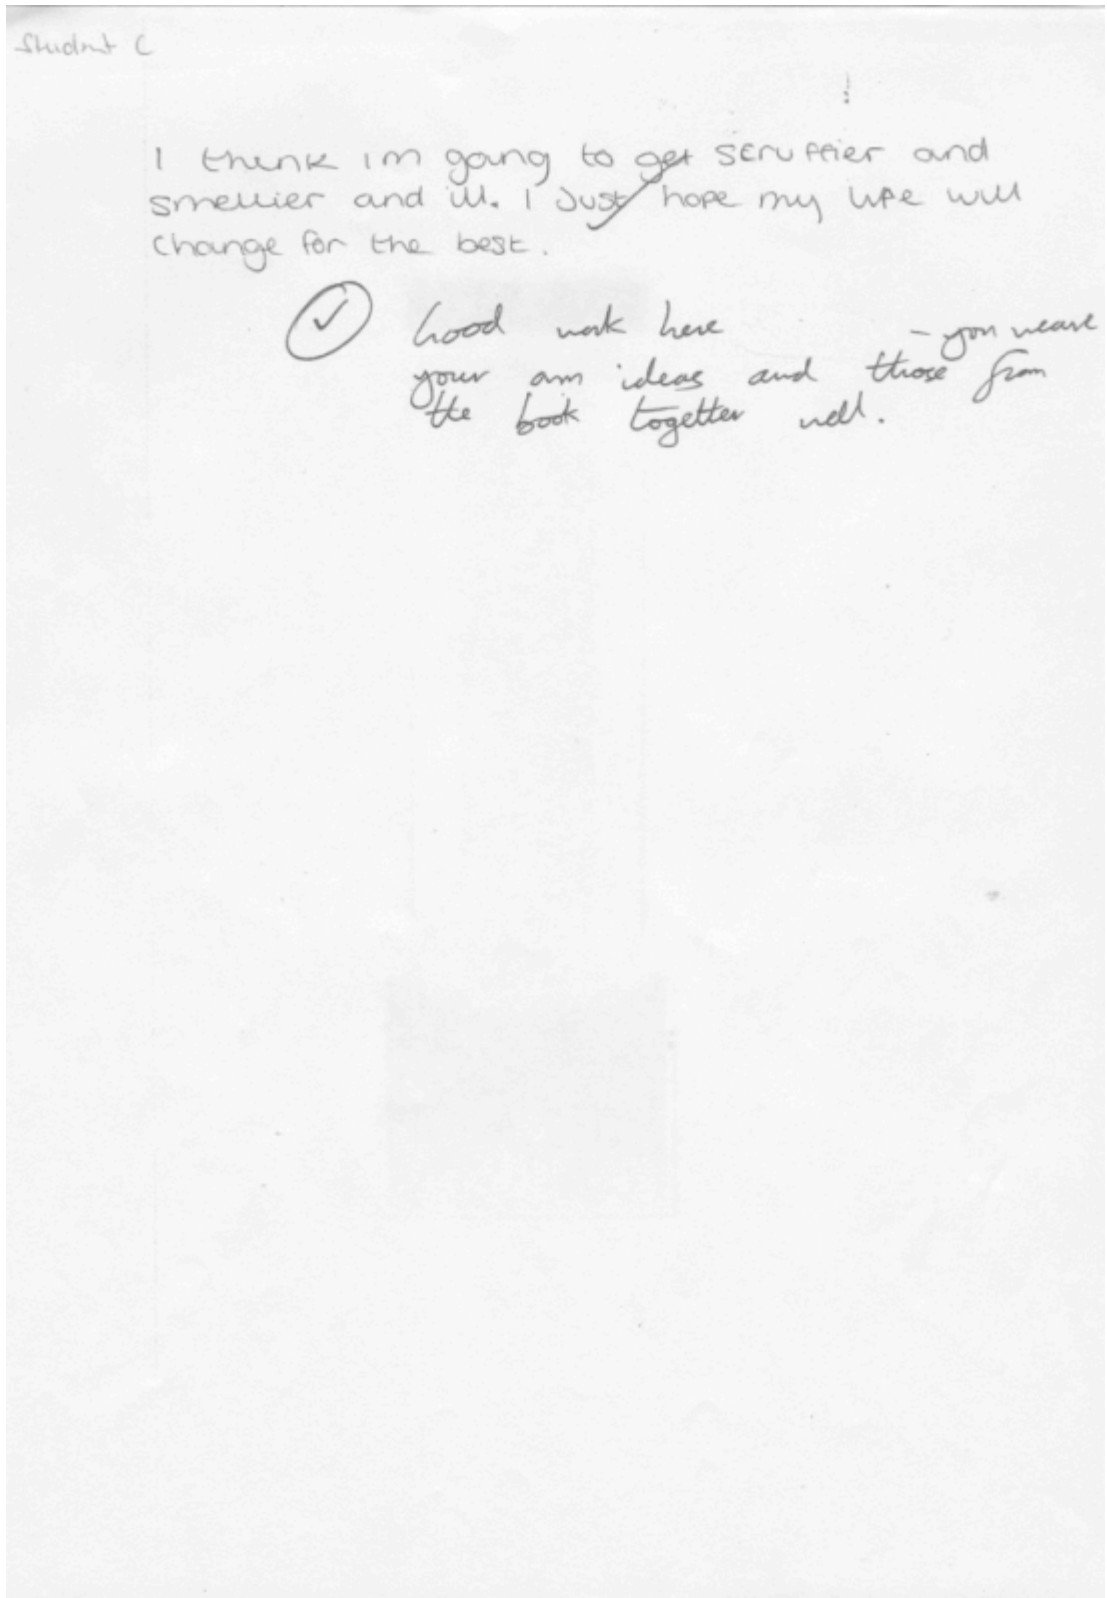 Student C
I think im going to get scruffier and
smellier and ill. I Just hope my life will
change for the best.
Good work here - you weave
your own ideas and those from
the book together well.